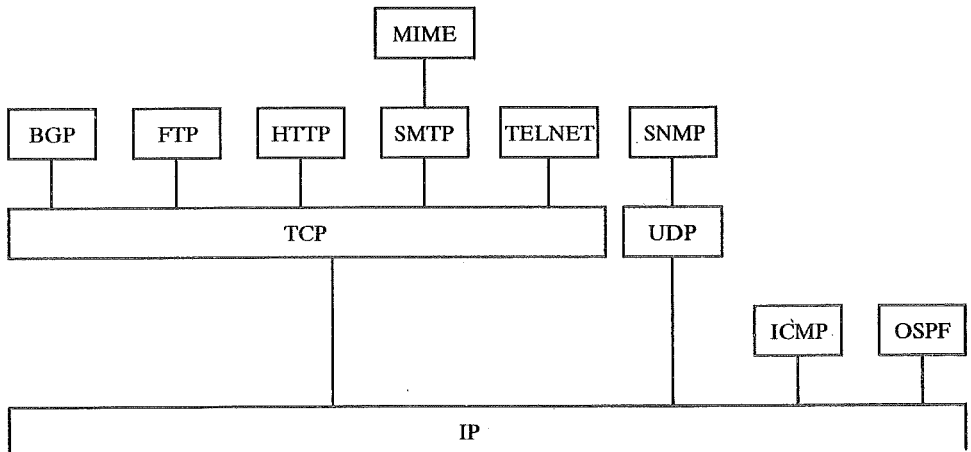 MIME
BGP
FTP
HTTP
SMTP
TELNET
SNMP
TCP
UDP
ICMP
OSPF
IP